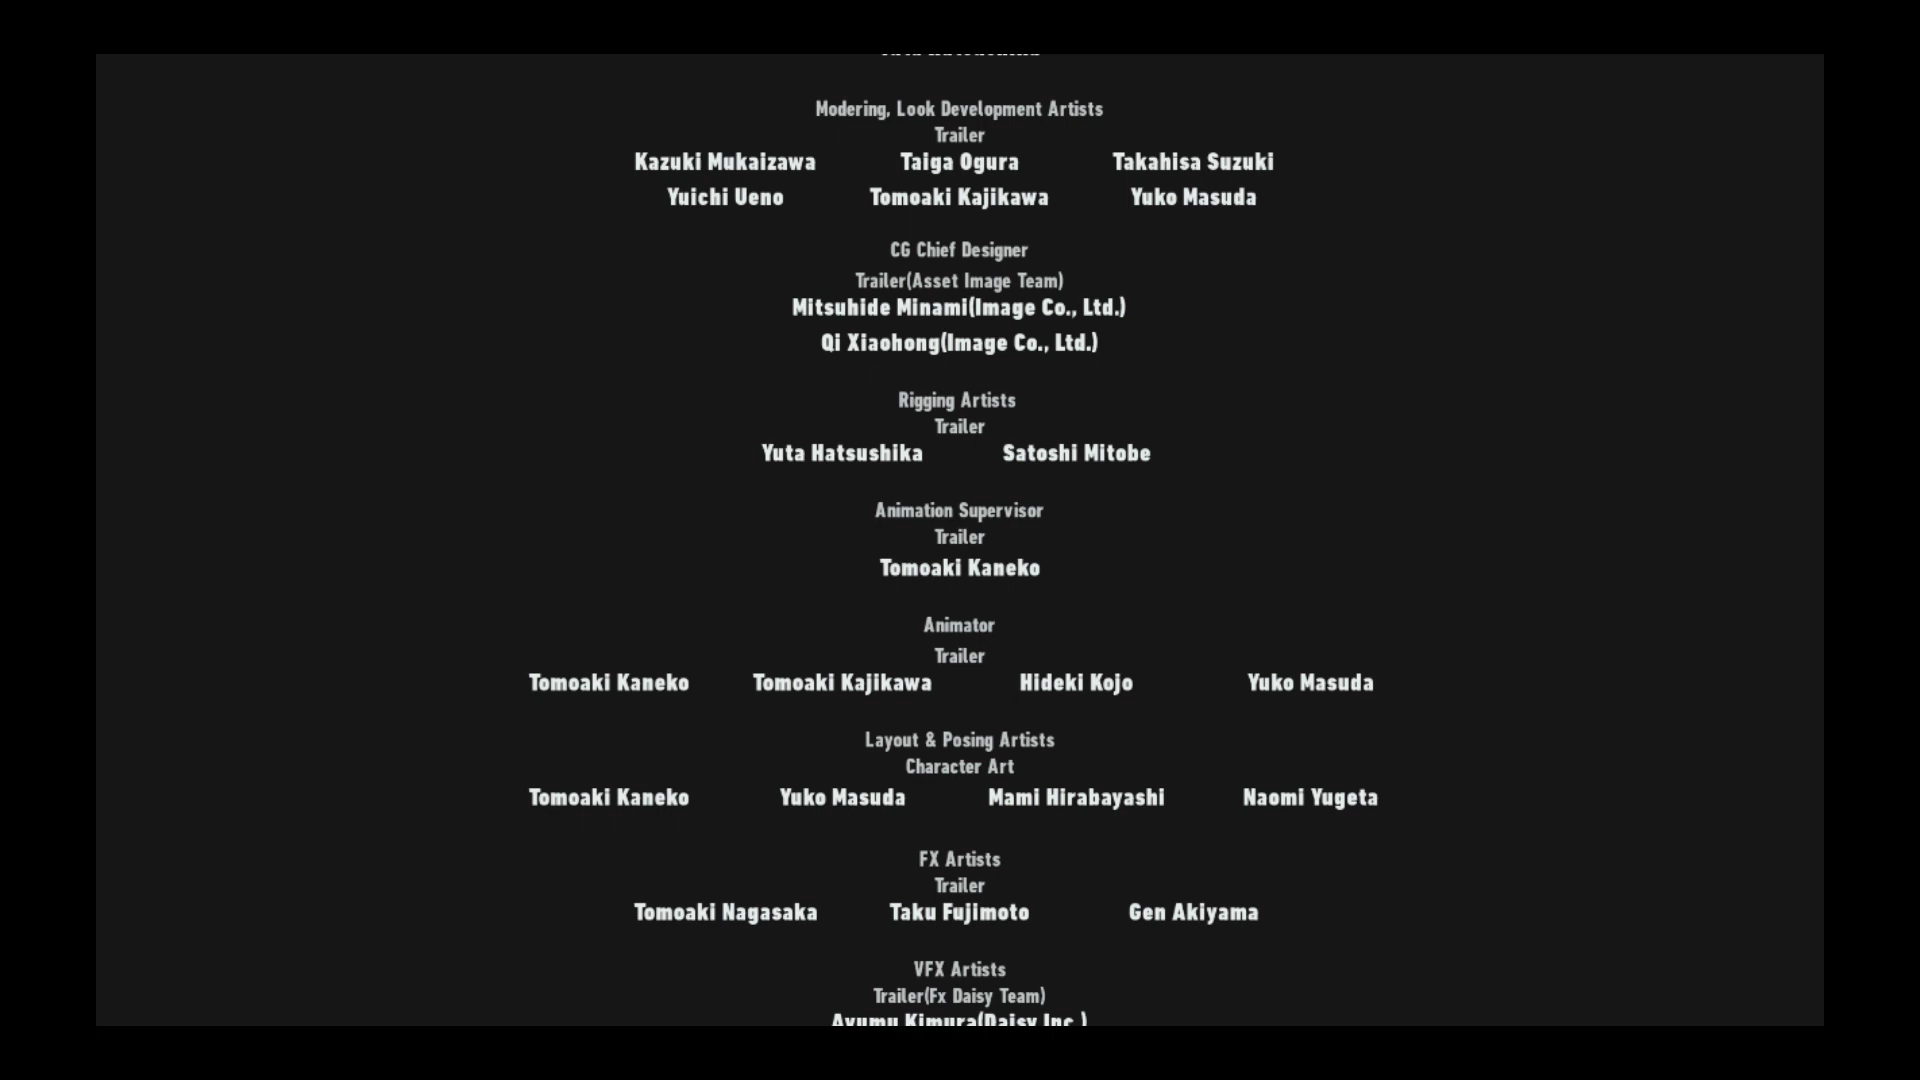 Modering, Look Development Artists
Trailer
Kazuki Mukaizawa Taiga Ogura Takahisa Suzuki
Yuichi Ueno Tomoaki Kajikawa Yuko Masuda
CG Chief Designer
Trailer(Asset Image Team)
Mitsuhide Minami(Image Co., Ltd.)
Qi Xiaohong(Image Co., Ltd.)
Rigging Artists
Trailer
Yuta Hatsushika Satoshi Mitobe
Animation Supervisor
Trailer
Tomoaki Kaneko
Animator
Trailer
Tomoaki Kaneko Tomoaki Kajikawa Hideki Kojo Yuko Masuda
Layout & Posing Artists
Character Art
Tomoaki Kaneko Yuko Masuda Mami Hirabayashi Naomi Yugeta
FX Artists
Trailer
Tomoaki Nagasaka Taku Fujimoto Gen Akiyama
VFX Artists
Trailer(Fx Daisy Team)
Ayumu Kimura(Daisy Inc.)